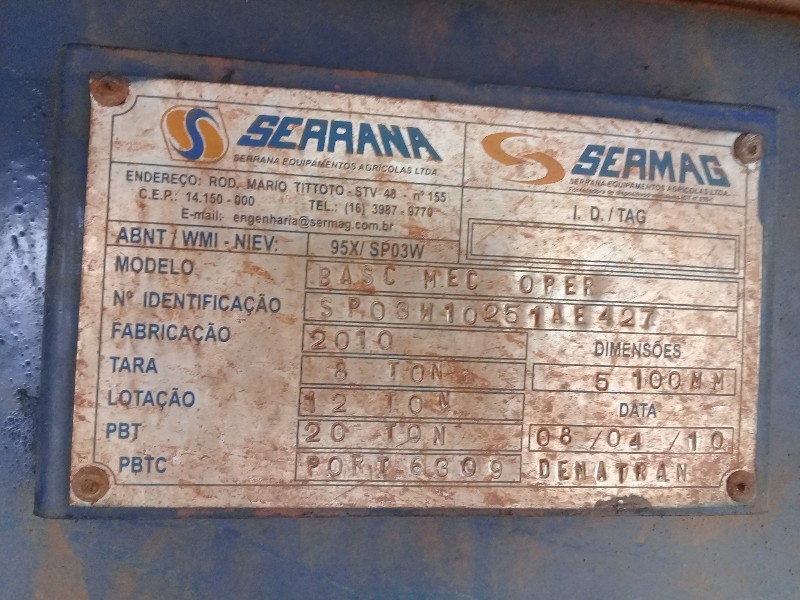 SERRANA
SERRANA EQUIPAMENTOS AGRÍCOLAS LTDA
ENDEREÇO: ROD. MARIO TITTOTO - STV 48 - nº 155
C.E.P.: 14.150 - 000 TEL.: (16) 3987 - 9770
E-mail: engenharia@sermag.com.br
SERMAG
SERRANA EQUIPAMENTOS AGRÍCOLAS LTDA.
I. D. / TAG
ABNT / WMI - NIEV: 95X/ SP03W
MODELO BASC MEC OPER
Nº IDENTIFICAÇÃO SP03W10251AE427
FABRICAÇÃO 2010 DIMENSÕES
TARA 8 TON 5 100MM
LOTAÇÃO 12 TON DATA
PBT 20 TON 08 /04 /10
PBTC PORT 6309 DENATRAN